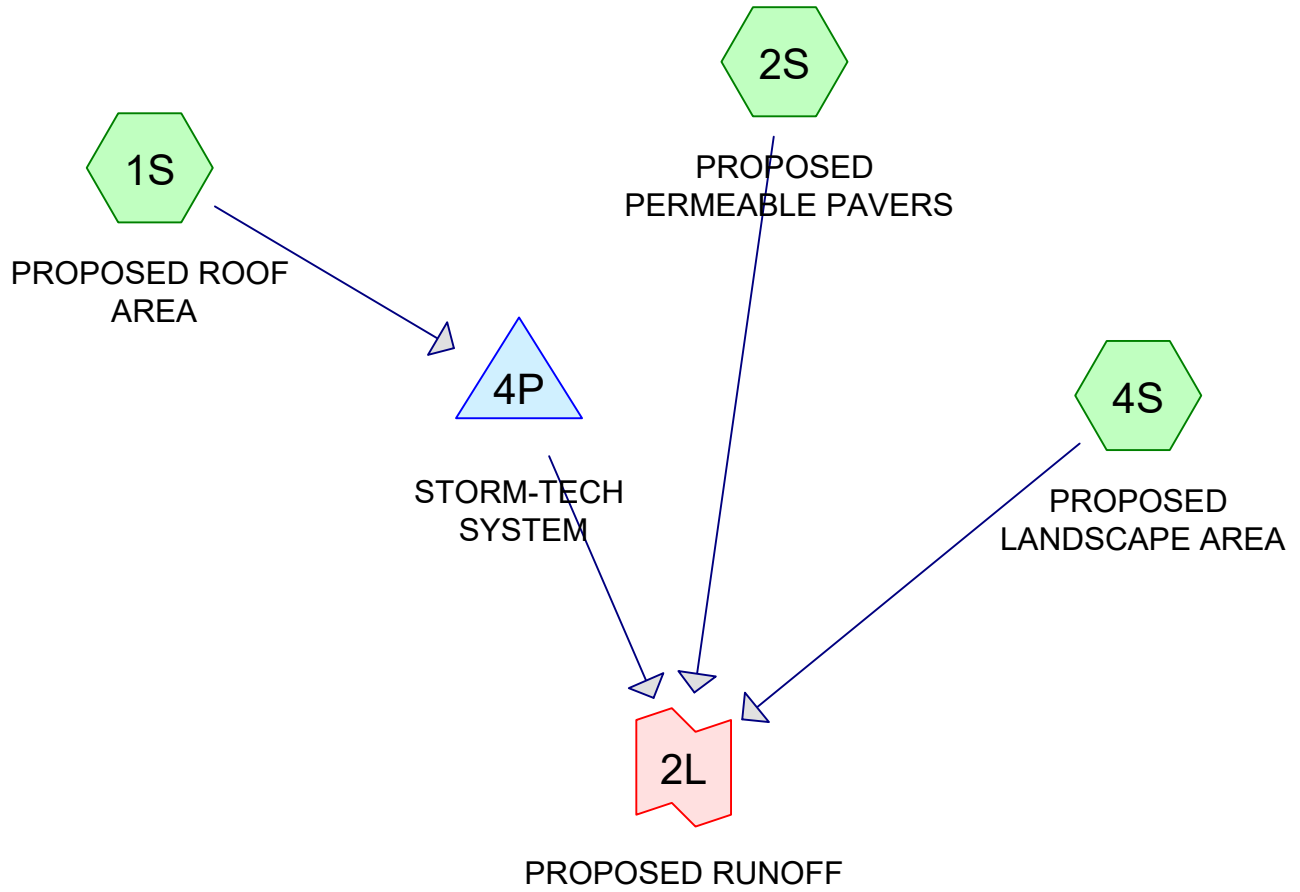 2S
PROPOSED
PERMEABLE PAVERS
1S
PROPOSED ROOF
AREA
4P
STORM-TECH
SYSTEM
4S
PROPOSED
LANDSCAPE AREA
2L
PROPOSED RUNOFF